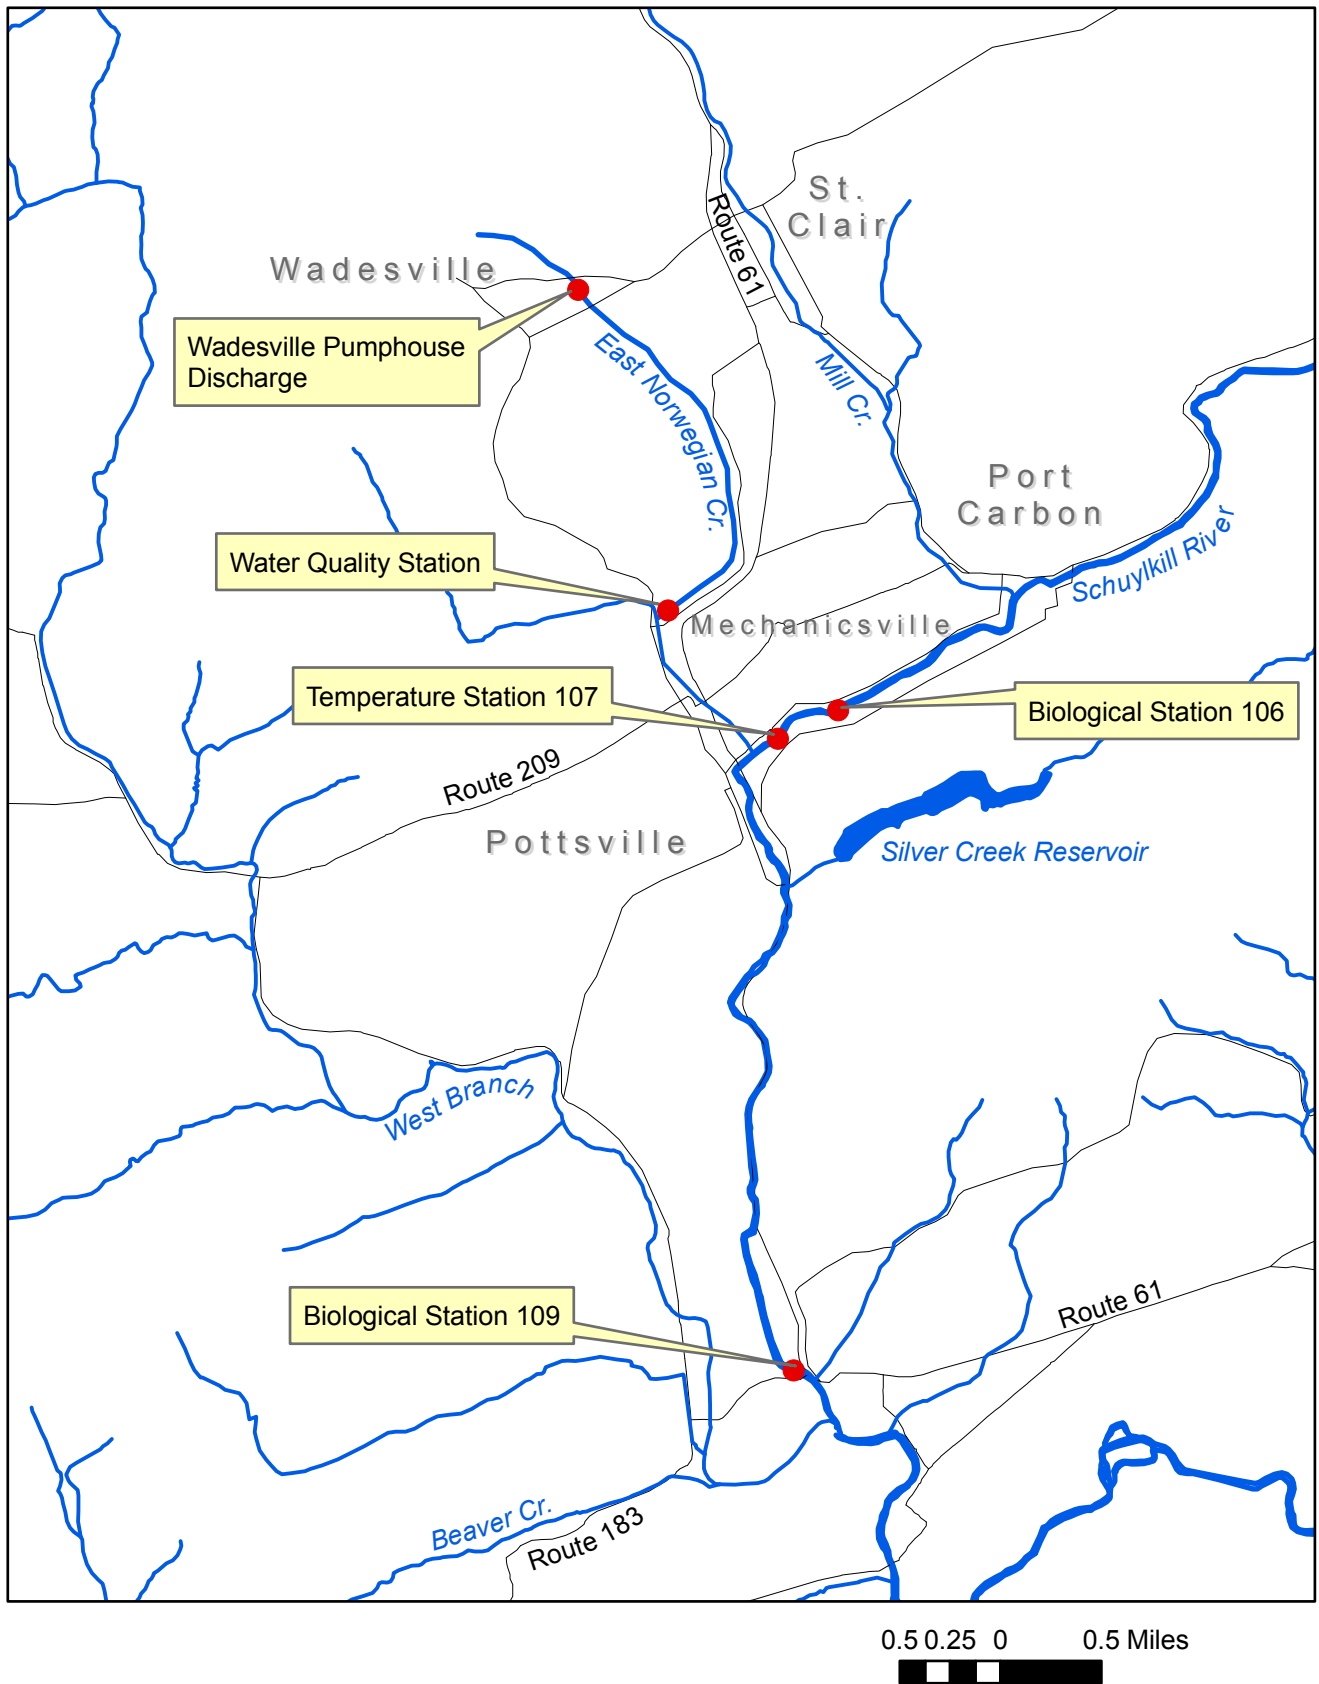 St.
Clair
Route 61
Wadesville
Wadesville Pumphouse
Discharge
East Norwegian Cr.
Mill Cr.
Port
Carbon
Schuylkill River
Water Quality Station
Mechanicsville
Temperature Station 107
Biological Station 106
Route 209
Pottsville
Silver Creek Reservoir
West Branch
Biological Station 109
Route 61
Beaver Cr.
Route 183
0.5 0.25 0 0.5 Miles